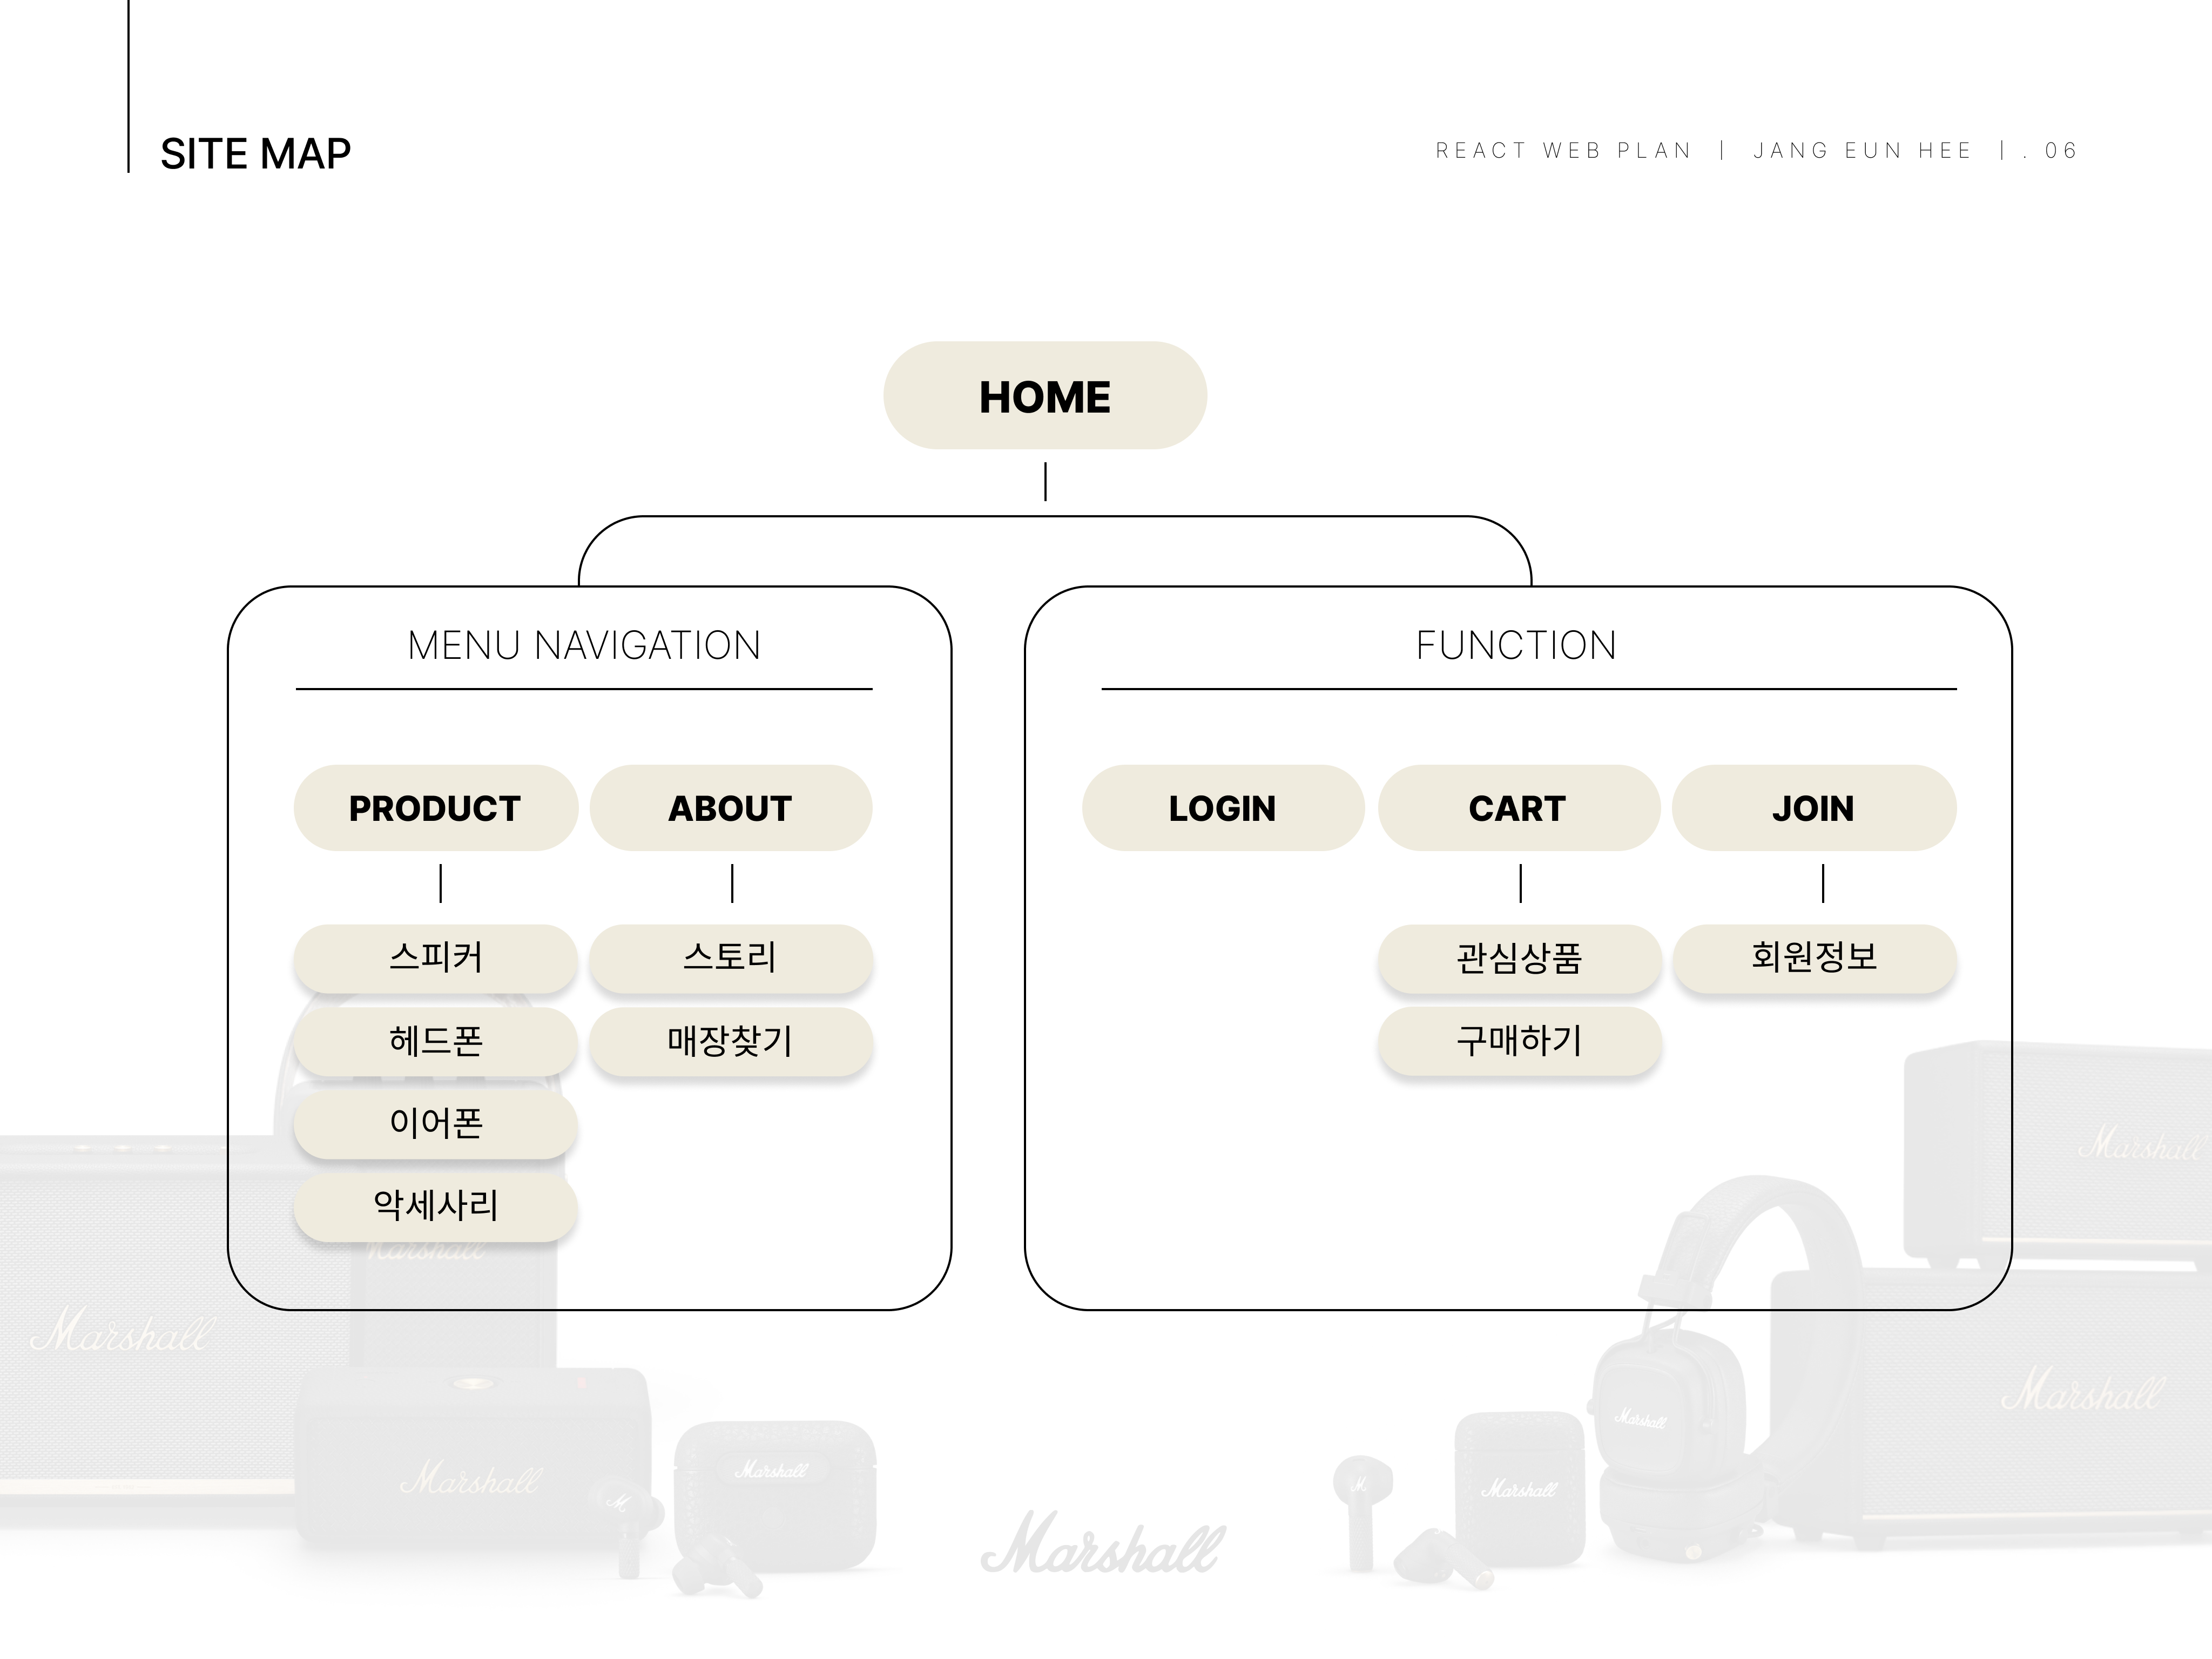 SITE MAP
REACT WEB PLAN | JANG EUN HEE | . 06
HOME
MENU NAVIGATION
PRODUCT
ABOUT
스피커
헤드폰
이어폰
악세사리
스토리
매장찾기
FUNCTION
LOGIN
CART
JOIN
관심상품
구매하기
회원정보
Marshall
Marshall
Marshall
Marshall
M
Marshall
M
Marshall
Marshall
Marshall
Marshall